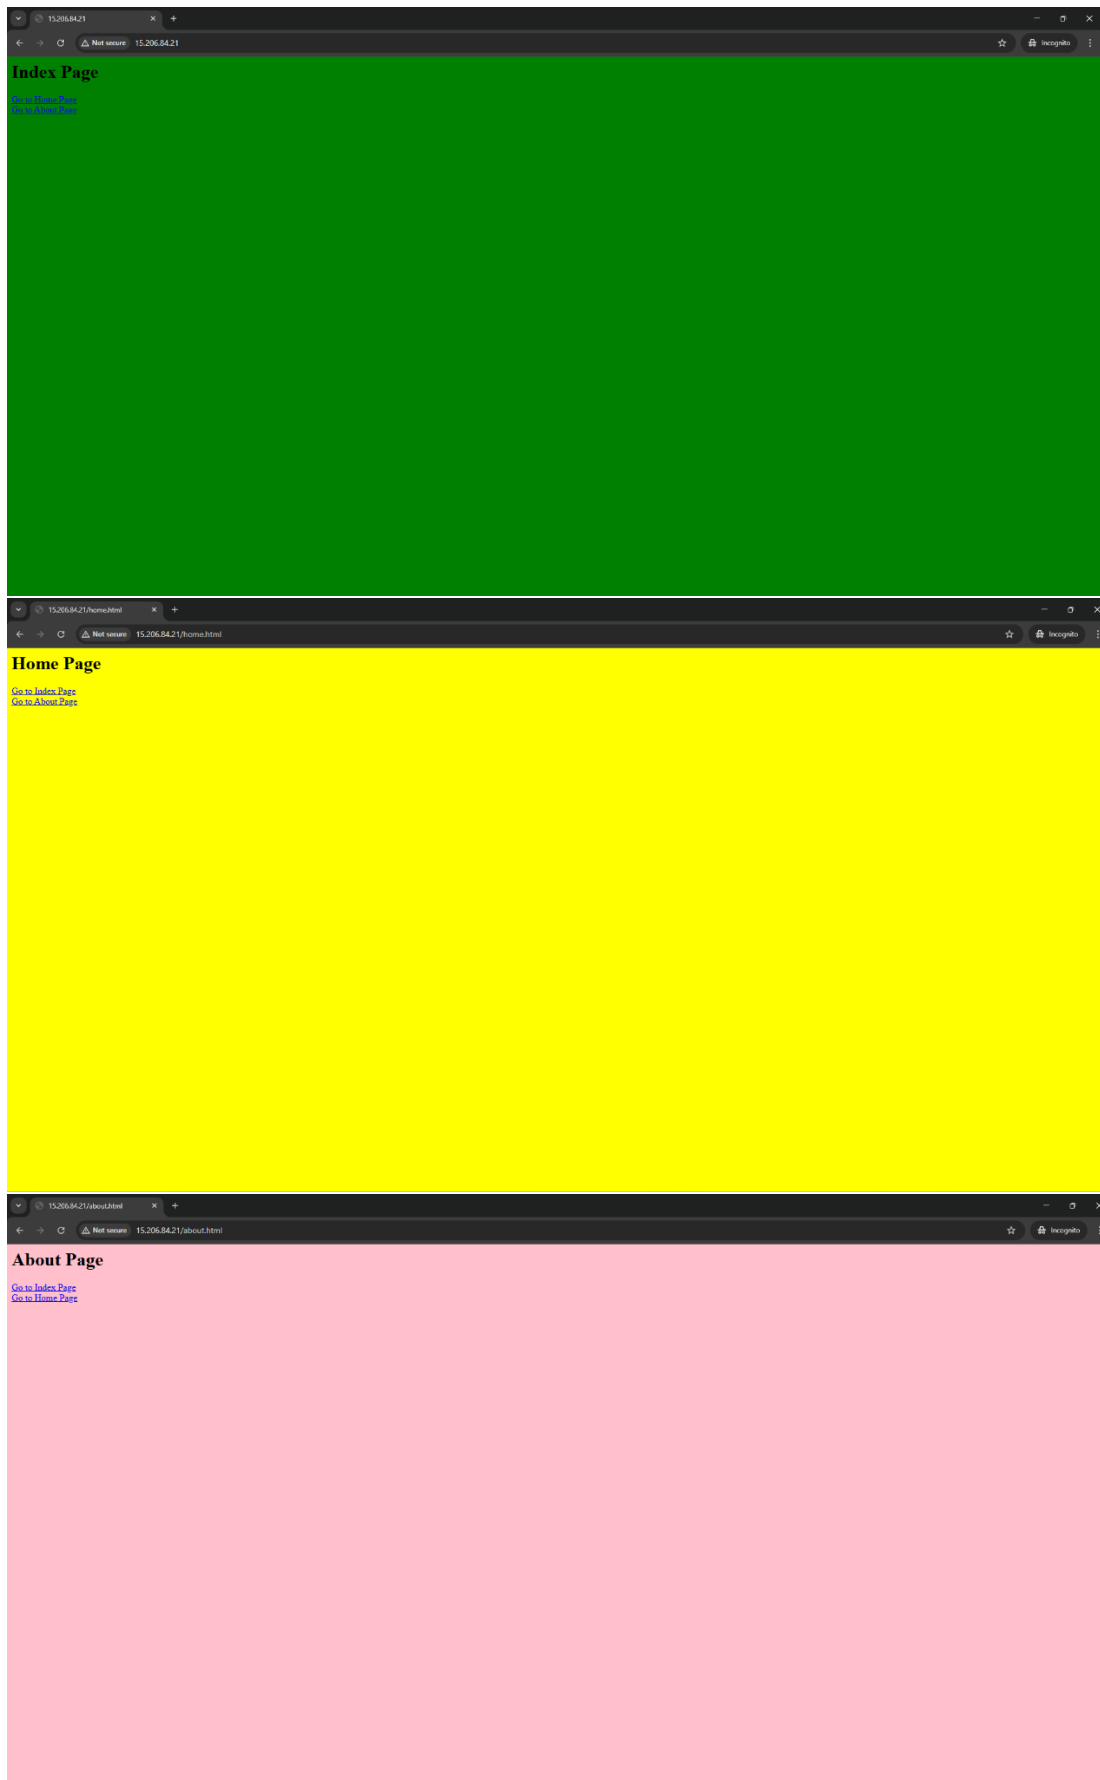 15.206.84.21
Not secure 15.206.84.21 Incognito
Index Page
Go to Home Page
Go to About Page
15.206.84.21/home.html
Not secure 15.206.84.21/home.html Incognito
Home Page
Go to Index Page
Go to About Page
15.206.84.21/about.html
Not secure 15.206.84.21/about.html Incognito
About Page
Go to Index Page
Go to Home Page